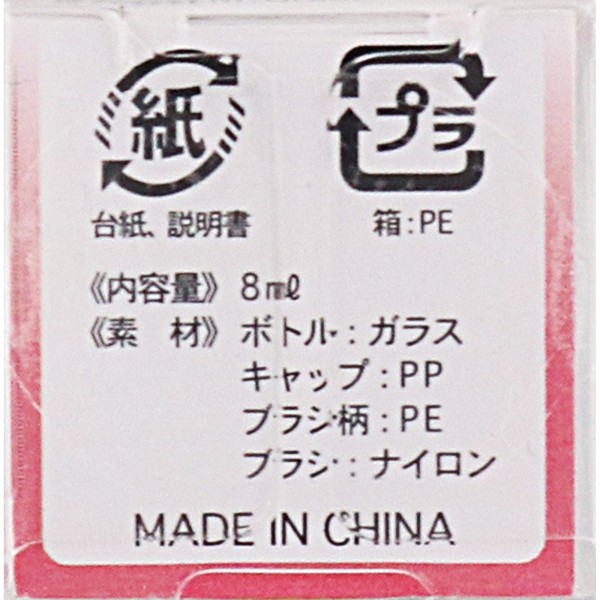 紙 プラ
台紙、説明書 箱:PE
《内容量》 8㎖
《素 材》 ボトル:ガラス
キャップ:PP
ブラシ柄:PE
ブラシ:ナイロン
MADE IN CHINA